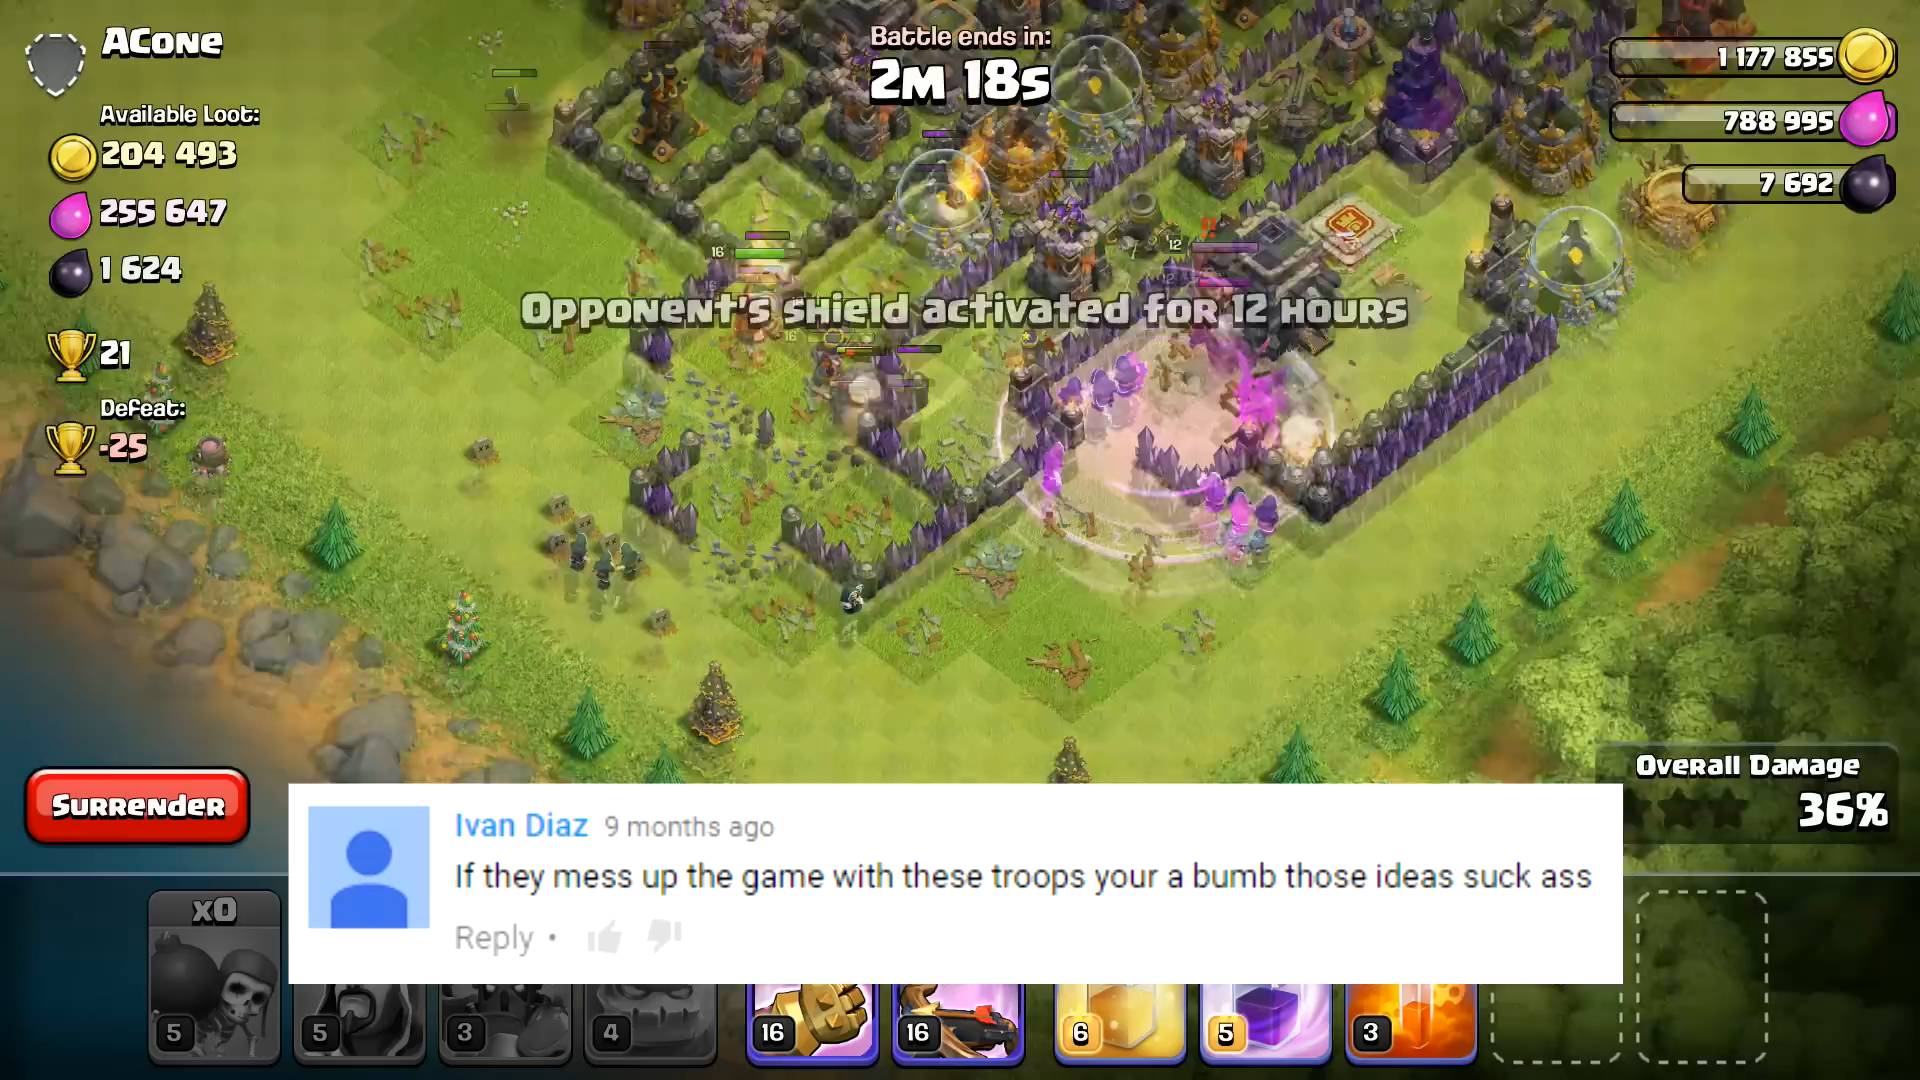 ACone
Available Loot:
204 493
255 647
1 624
21
Defeat:
-25
Battle ends in:
2M 18s
1 177 855
788 995
7 692
16
12
16
Opponent's shield activated for 12 hours
Surrender
Overall Damage
36%
Ivan Diaz 9 months ago
If they mess up the game with these troops your a bumb those ideas suck ass
Reply •
x0
5
5
3
4
16
16
6
5
3